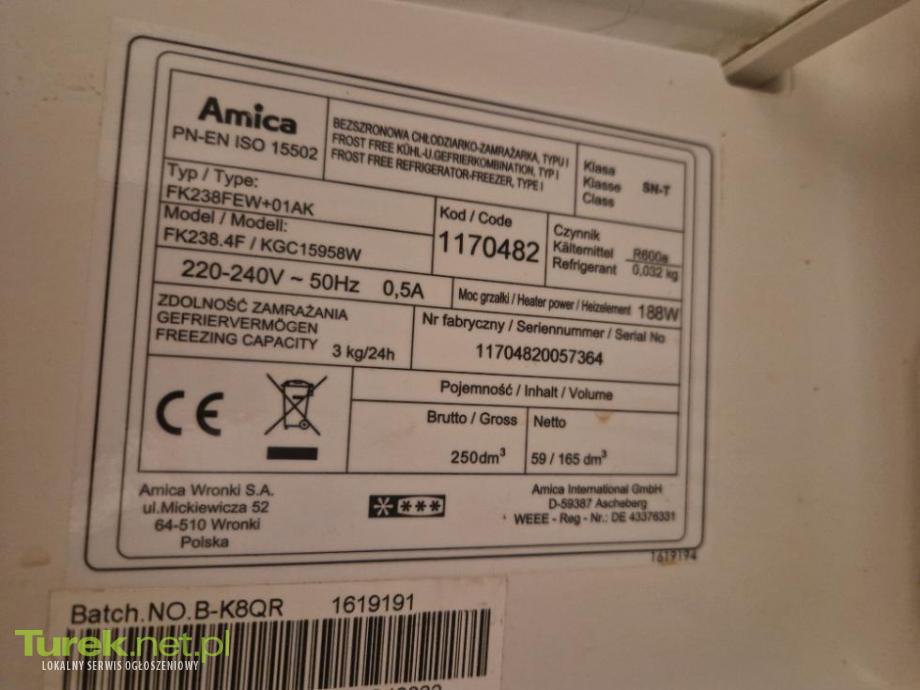 Amica
PN-EN ISO 15502
BEZSZRONOWA CHŁODZIARKO-ZAMRAŻARKA, TYPU I
FROST FREE KÜHL-U.GEFRIERKOMBINATION, TYP I
FROST FREE REFRIGERATOR-FREEZER, TYPE I
Klasa
Klasse
Class
SN-T
Typ / Type:
FK238FEW+01AK
Model / Modell:
FK238.4F / KGC15958W
Kod / Code
1170482
Czynnik
Kältemittel
Refrigerant
R600a
0,032 kg
220-240V ~ 50Hz 0,5A
Moc grzałki / Heater power / Heizelement 188W
ZDOLNOŚĆ ZAMRAŻANIA
GEFRIERVERMÖGEN
FREEZING CAPACITY 3 kg/24h
Nr fabryczny / Seriennummer / Serial No
11704820057364
Pojemność / Inhalt / Volume
Brutto / Gross
250dm³
Netto
59 / 165 dm³
CE
Amica Wronki S.A.
ul.Mickiewicza 52
64-510 Wronki
Polska
Amica International GmbH
D-59387 Ascheberg
WEEE - Reg - Nr.: DE 43376331
1619194
Batch.NO.B-K8QR 1619191
Turek.net.pl
LOKALNY SERWIS OGŁOSZENIOWY